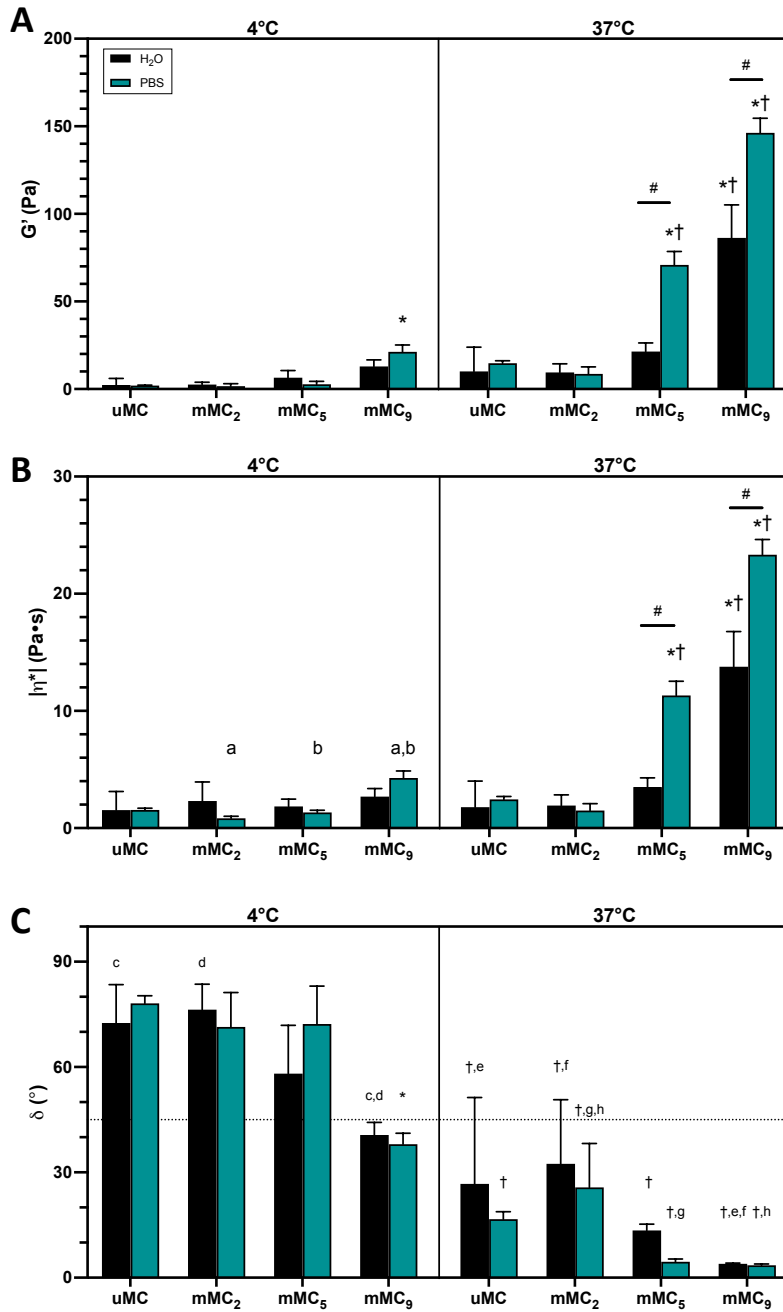 A
4°C
37°C
200
150
100
50
0
G' (Pa)
H₂O
PBS
*
#
*†
*†
#
*†
uMC
mMC₂
mMC₅
mMC₉
uMC
mMC₂
mMC₅
mMC₉
B
4°C
37°C
30
20
10
0
|η*| (Pa•s)
a
b
a,b
#
*†
*†
#
*†
uMC
mMC₂
mMC₅
mMC₉
uMC
mMC₂
mMC₅
mMC₉
C
4°C
37°C
90
60
30
0
δ (°)
c
d
c,d
*
†,e
†
†,f
†,g,h
†
†,g
†,e,f
†,h
uMC
mMC₂
mMC₅
mMC₉
uMC
mMC₂
mMC₅
mMC₉